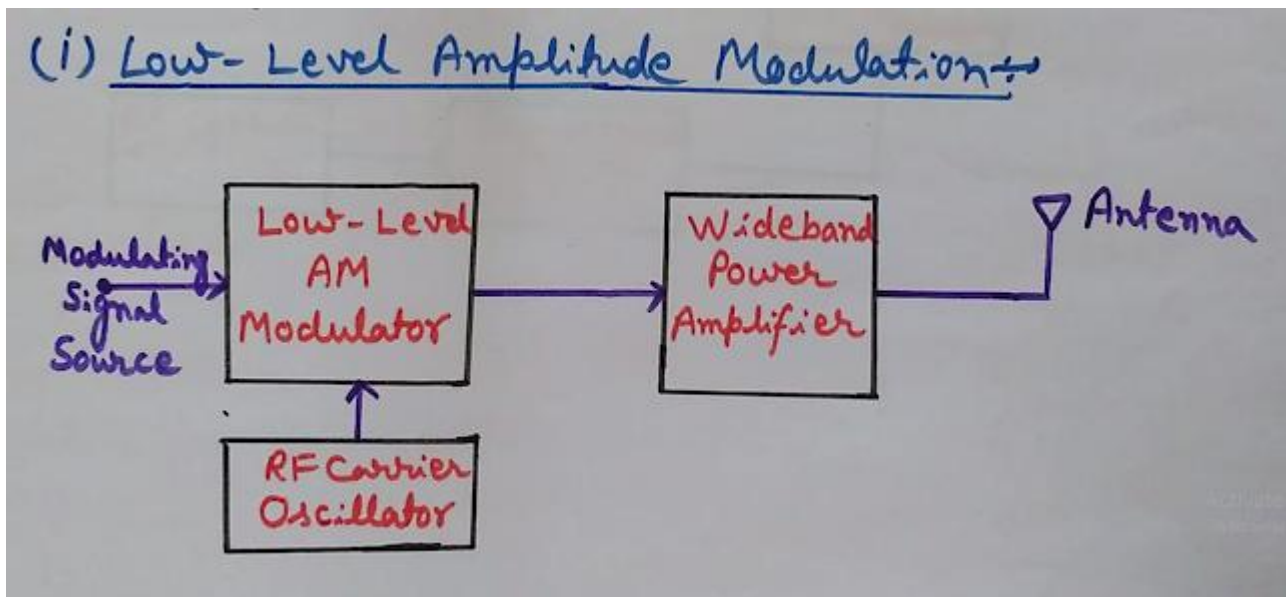 (i) Low-Level Amplitude Modulation:→
Modulating
Signal
Source
Low-Level
AM
Modulator
RF Carrier
Oscillator
Wideband
Power
Amplifier
Antenna